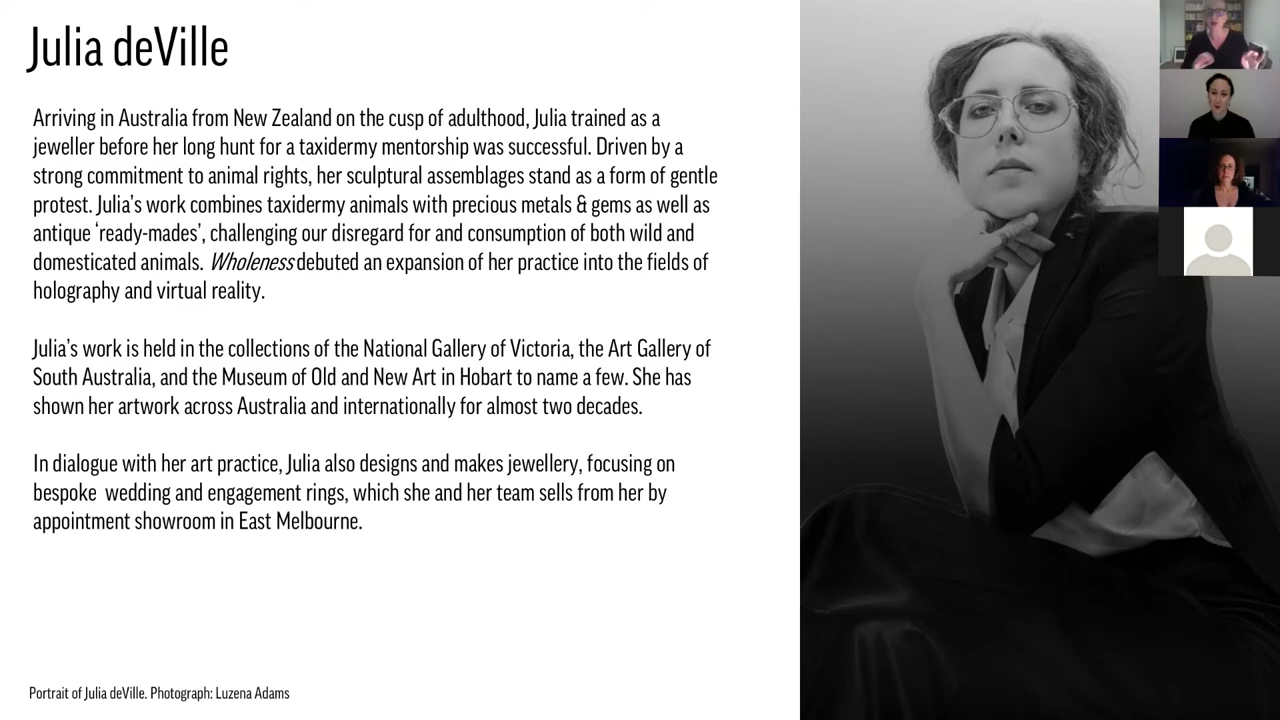 Julia deVille
Arriving in Australia from New Zealand on the cusp of adulthood, Julia trained as a
jeweller before her long hunt for a taxidermy mentorship was successful. Driven by a
strong commitment to animal rights, her sculptural assemblages stand as a form of gentle
protest. Julia’s work combines taxidermy animals with precious metals & gems as well as
antique ‘ready-mades’, challenging our disregard for and consumption of both wild and
domesticated animals. Wholeness debuted an expansion of her practice into the fields of
holography and virtual reality.
Julia’s work is held in the collections of the National Gallery of Victoria, the Art Gallery of
South Australia, and the Museum of Old and New Art in Hobart to name a few. She has
shown her artwork across Australia and internationally for almost two decades.
In dialogue with her art practice, Julia also designs and makes jewellery, focusing on
bespoke  wedding and engagement rings, which she and her team sells from her by
appointment showroom in East Melbourne.
Portrait of Julia deVille. Photograph: Luzena Adams